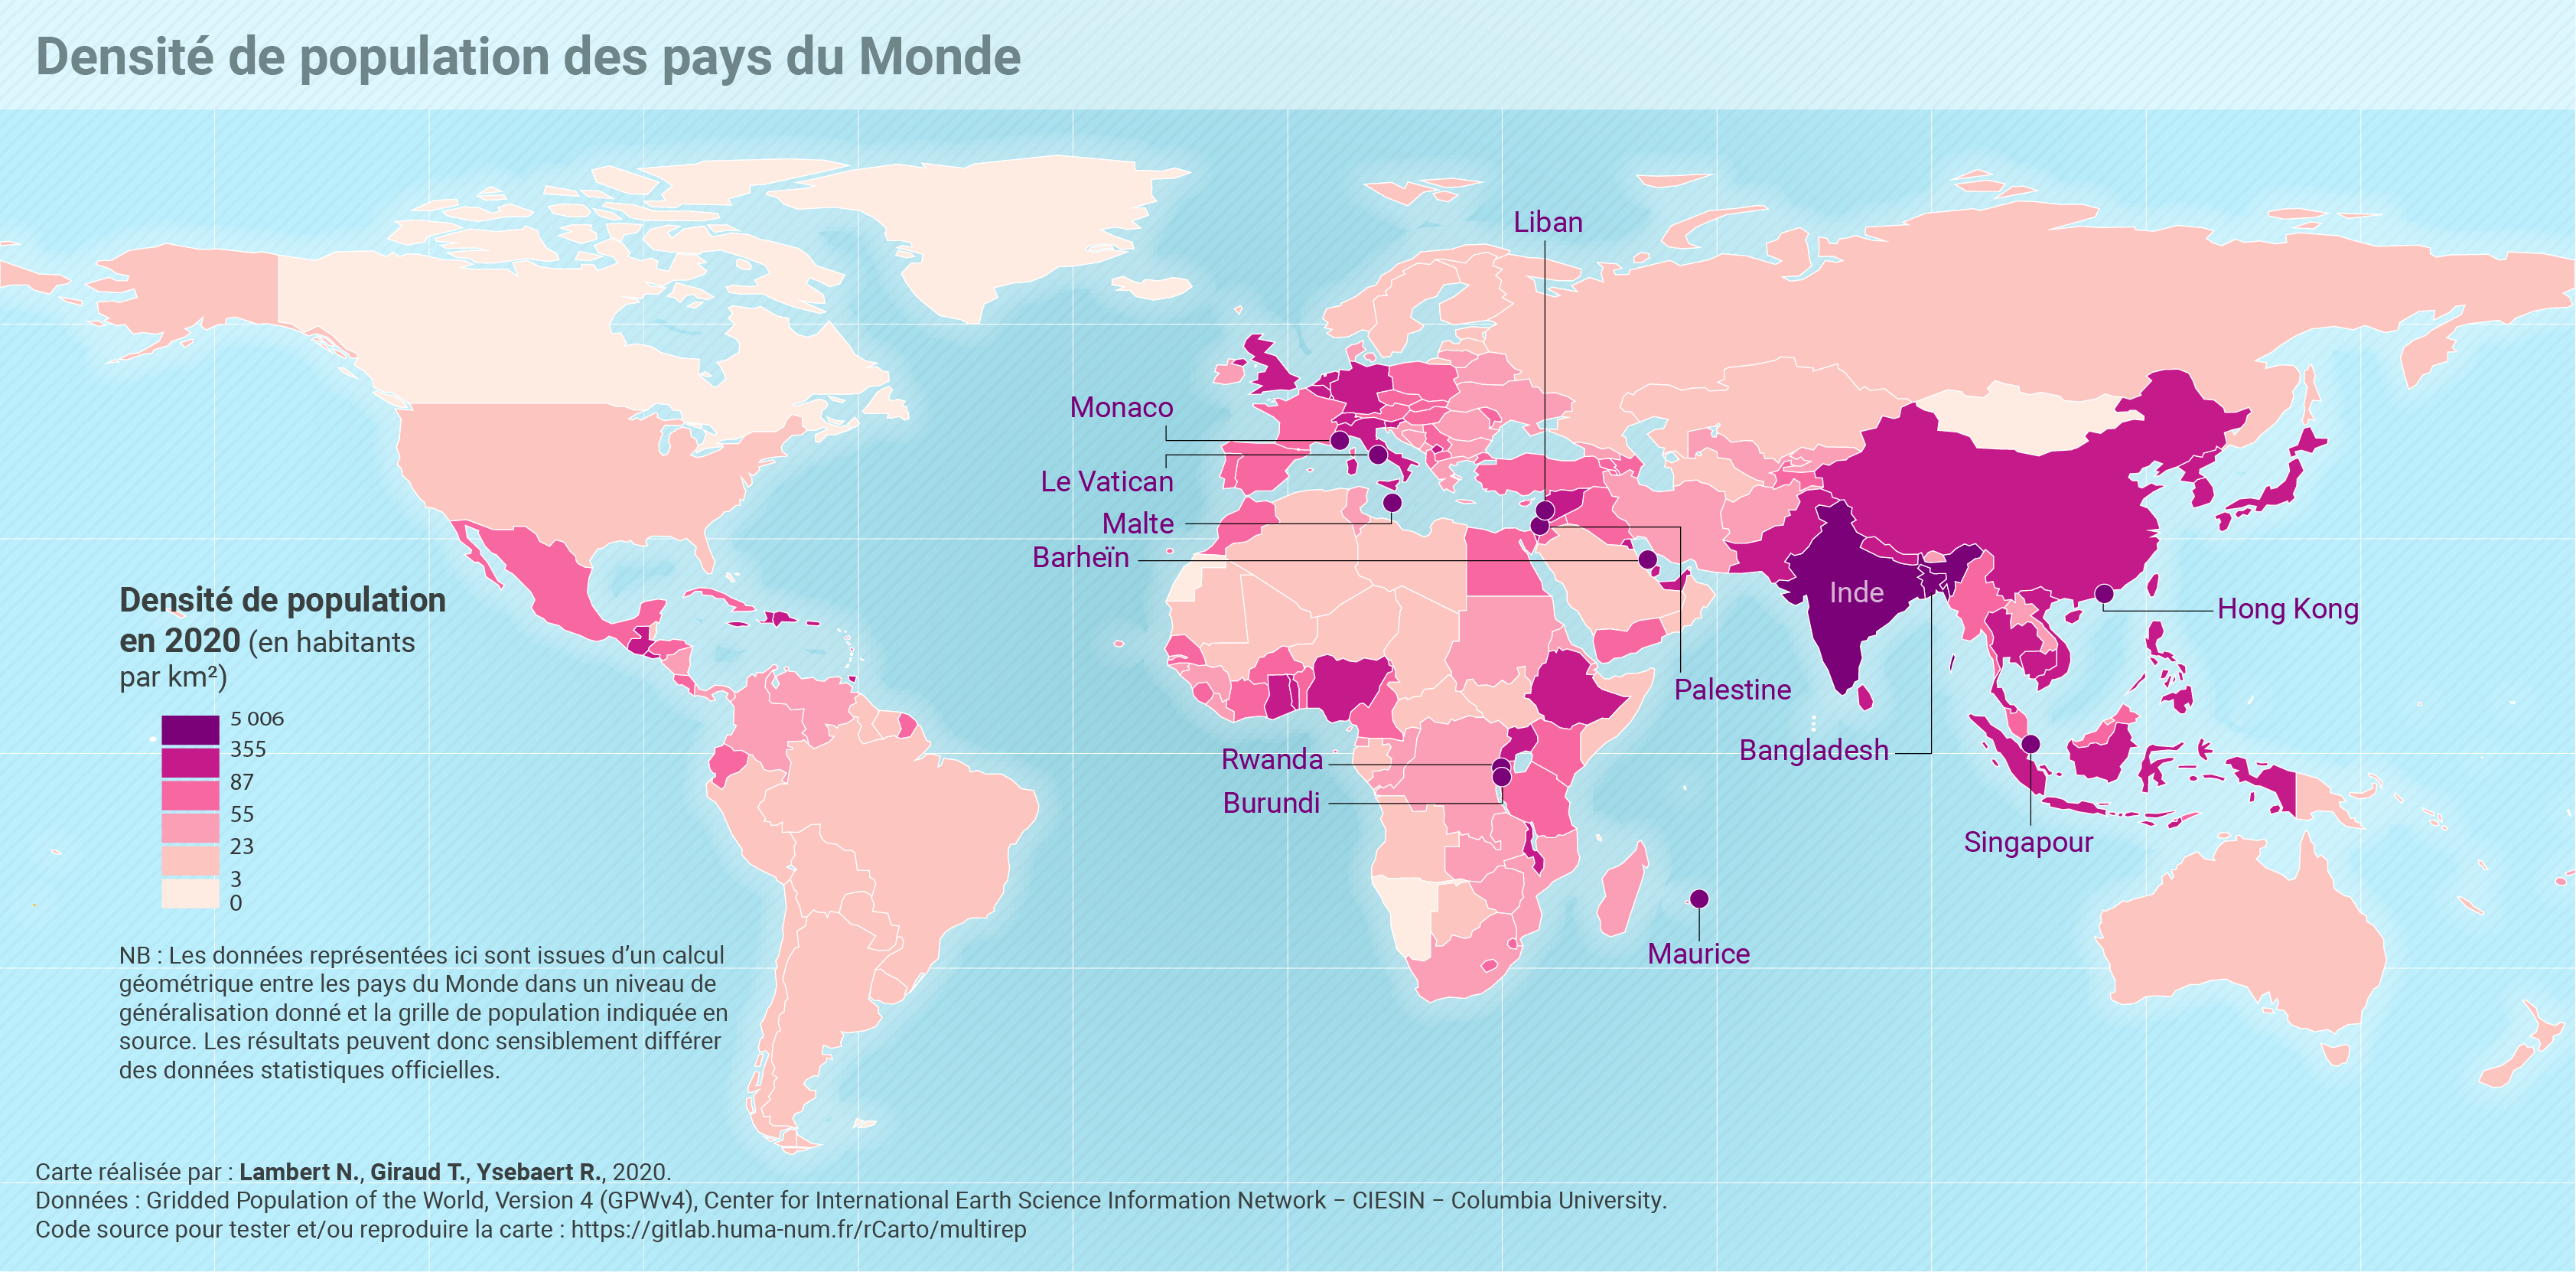 Densité de population des pays du Monde
Liban
Monaco
Le Vatican
Malte
Barheïn
Inde
Hong Kong
Palestine
Bangladesh
Rwanda
Burundi
Singapour
Maurice
Densité de population
en 2020 (en habitants
par km²)
5 006
355
87
55
23
3
0
NB : Les données représentées ici sont issues d’un calcul
géométrique entre les pays du Monde dans un niveau de
généralisation donné et la grille de population indiquée en
source. Les résultats peuvent donc sensiblement différer
des données statistiques officielles.
Carte réalisée par : Lambert N., Giraud T., Ysebaert R., 2020.
Données : Gridded Population of the World, Version 4 (GPWv4), Center for International Earth Science Information Network – CIESIN – Columbia University.
Code source pour tester et/ou reproduire la carte : https://gitlab.huma-num.fr/rCarto/multirep